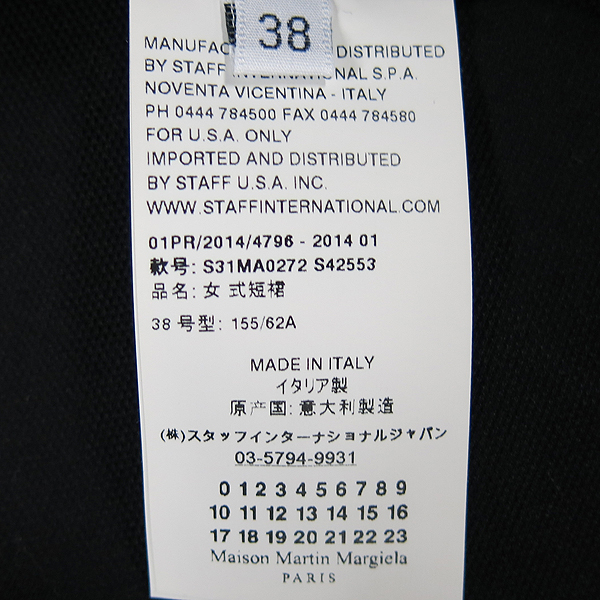 38
MANUFAC DISTRIBUTED
BY STAFF INTERNATIONAL S.P.A.
NOVENTA VICENTINA - ITALY
PH 0444 784500 FAX 0444 784580
FOR U.S.A. ONLY
IMPORTED AND DISTRIBUTED
BY STAFF U.S.A. INC.
WWW.STAFFINTERNATIONAL.COM
01PR/2014/4796 - 2014 01
款号: S31MA0272 S42553
品名: 女 式短裙
38 号型: 155/62A
MADE IN ITALY
イタリア製
原产国: 意大利製造
(株)スタッフインターナショナルジャパン
03-5794-9931
0 1 2 3 4 5 6 7 8 9
10 11 12 13 14 15 16
17 18 19 20 21 22 23
Maison Martin Margiela
PARIS